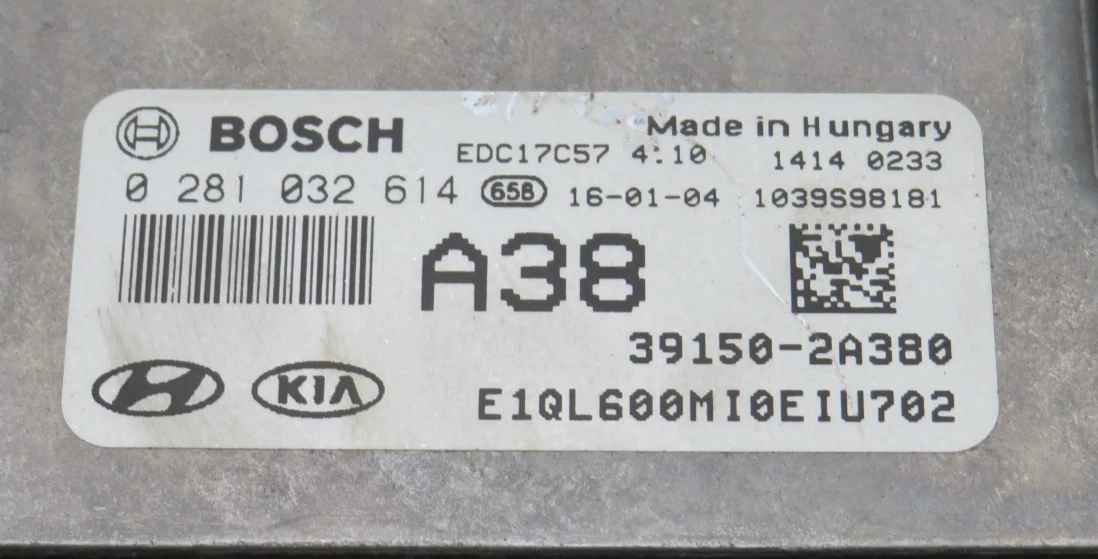 BOSCH Made in Hungary
EDC17C57 4.10 1414 0233
0 281 032 614 658 16-01-04 1039S98181
A38
39150-2A380
KIA E1QL600MI0EIU702